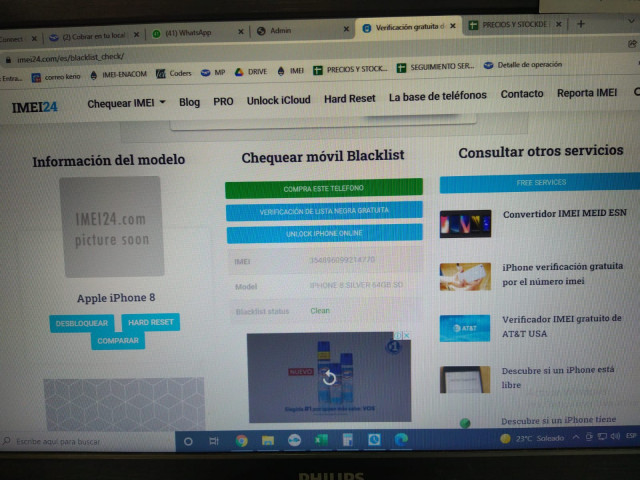 Connect
(2) Cobrar en tu local
(41) WhatsApp
Admin
Verificación gratuita d
PRECIOS Y STOCKDE
imei24.com/es/blacklist_check/
Entra...
correo kerio
IMEI-ENACOM
Coders
MP
DRIVE
IMEI
PRECIOS Y STOCK...
SEGUIMIENTO SER...
Detalle de operación
IMEI24
Chequear IMEI
Blog
PRO
Unlock iCloud
Hard Reset
La base de teléfonos
Contacto
Reporta IMEI
Información del modelo
IMEI24.com
picture soon
Apple iPhone 8
DESBLOQUEAR
HARD RESET
COMPARAR
Chequear móvil Blacklist
COMPRA ESTE TELEFONO
VERIFICACIÓN DE LISTA NEGRA GRATUITA
UNLOCK IPHONE ONLINE
IMEI
Model
IPHONE 8 SILVER 64GB
Blacklist status
Clean
NUEVO
Consultar otros servicios
FREE SERVICES
Convertidor IMEI MEID ESN
iPhone verificación gratuita
por el número imei
AT&T
Verificador IMEI gratuito de
AT&T USA
Descubre si un iPhone está
libre
Descubre si un iPhone tiene
Escribe aquí para buscar
23°C Soleado
ESP
PHILIPS